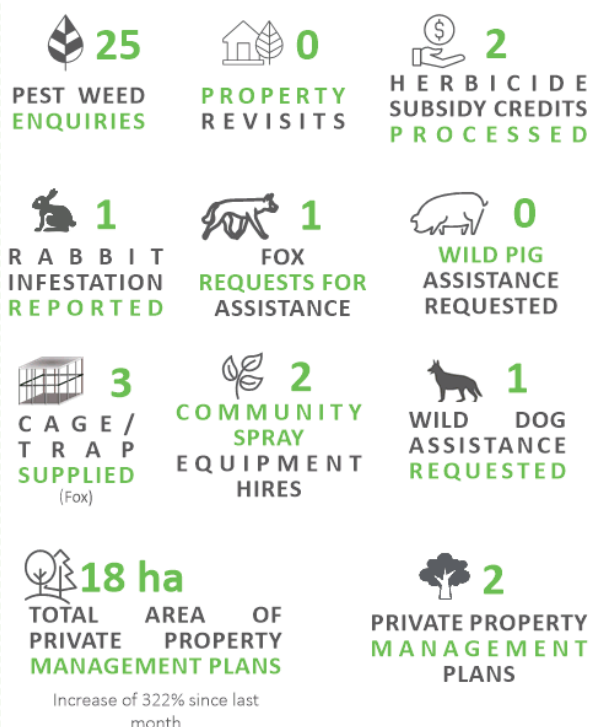 25
PEST WEED
ENQUIRIES
0
PROPERTY
REVISITS
$
2
HERBICIDE
SUBSIDY CREDITS
PROCESSED
1
RABBIT
INFESTATION
REPORTED
1
FOX
REQUESTS FOR
ASSISTANCE
0
WILD PIG
ASSISTANCE
REQUESTED
3
CAGE/
TRAP
SUPPLIED
(Fox)
2
COMMUNITY
SPRAY
EQUIPMENT
HIRES
1
WILD DOG
ASSISTANCE
REQUESTED
18 ha
TOTAL AREA OF
PRIVATE PROPERTY
MANAGEMENT PLANS
Increase of 322% since last
month
2
PRIVATE PROPERTY
MANAGEMENT
PLANS